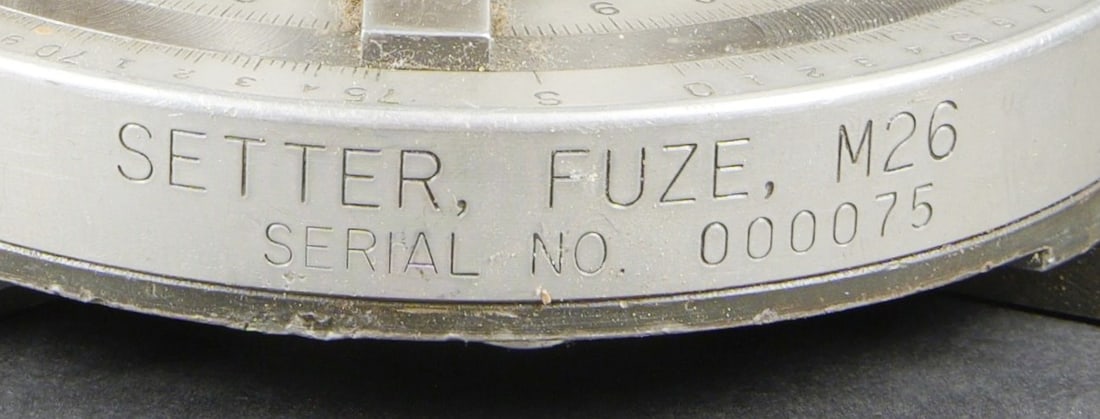 SETTER, FUZE, M26
SERIAL NO. 000075